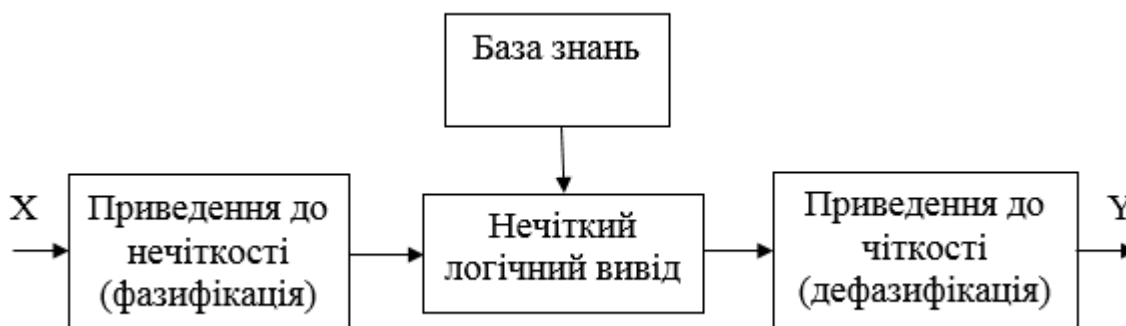 База знань
X
Приведення до
нечіткості
(фазифікація)
Нечіткий
логічний вивід
Приведення до
чіткості
(дефазифікація)
Y